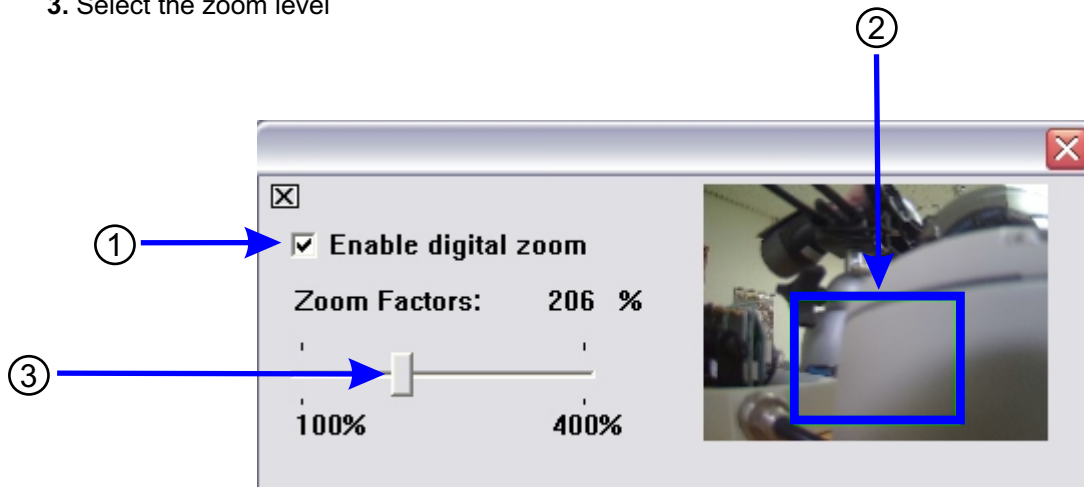 3. Select the zoom level
②
① Enable digital zoom
Zoom Factors: 206 %
③
100% 400%